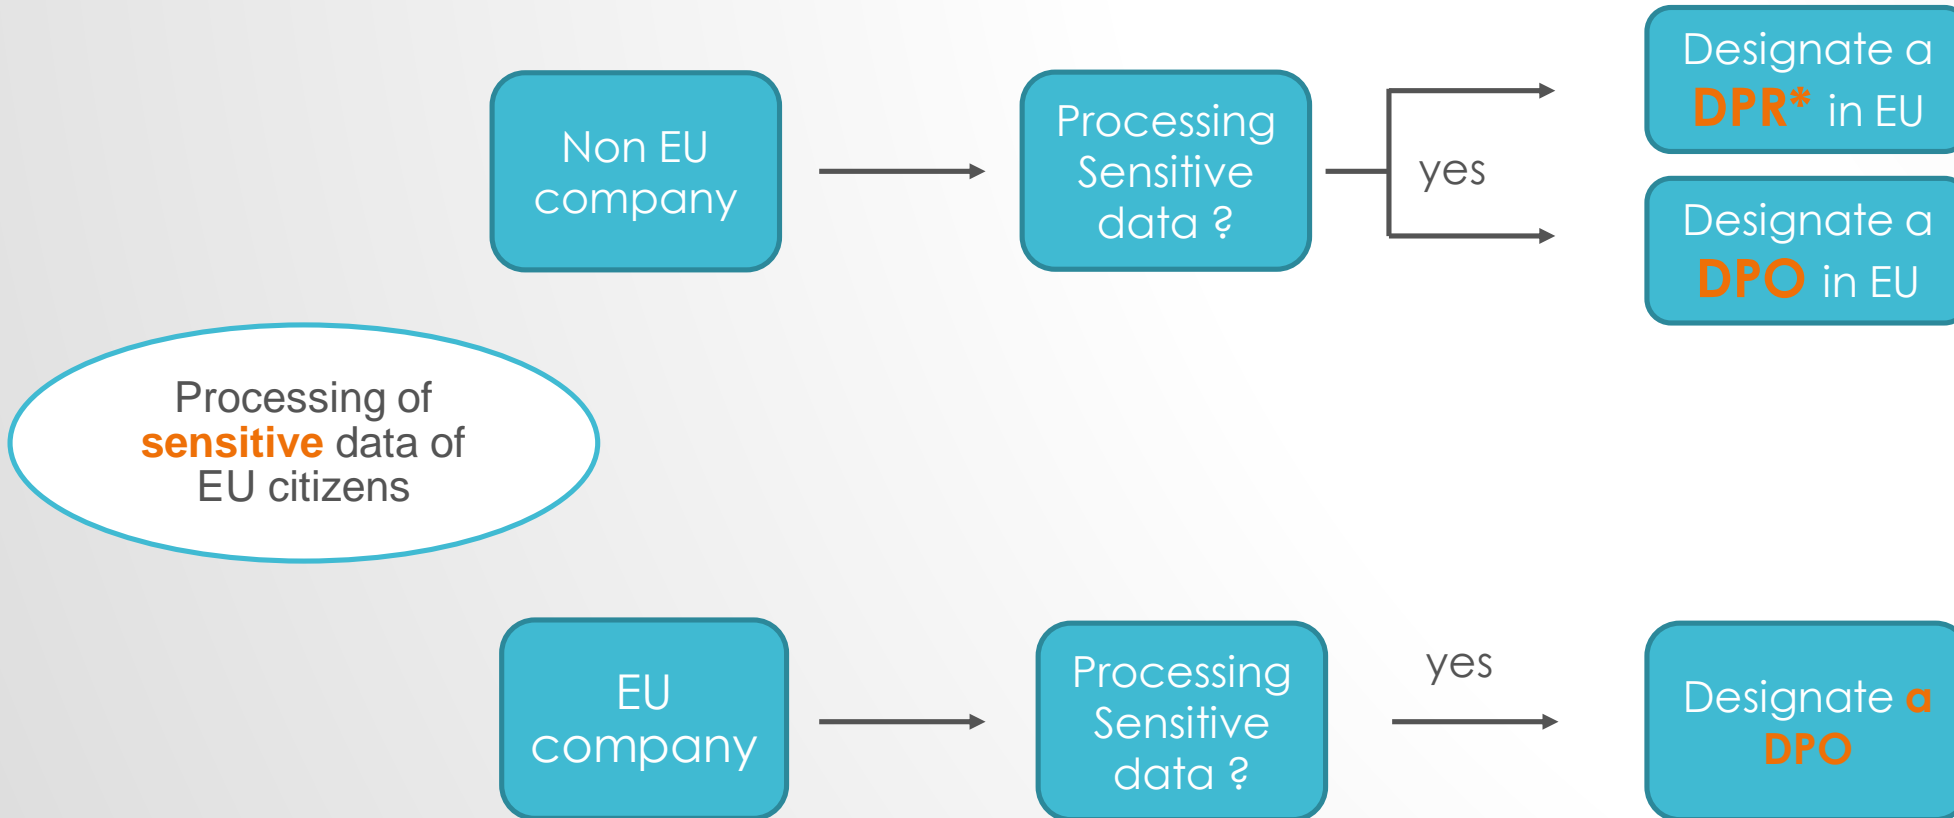 Non EU
company
Processing
Sensitive
data ?
yes
Designate a
DPR* in EU
Designate a
DPO in EU
Processing of
sensitive data of
EU citizens
EU
company
Processing
Sensitive
data ?
yes
Designate a
DPO